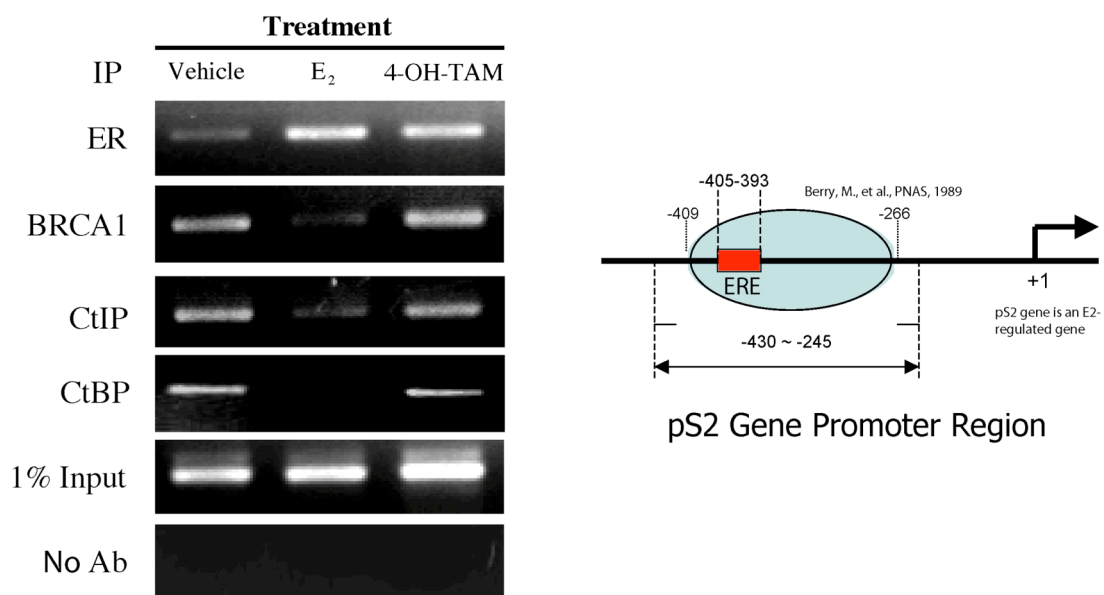 Treatment
IP Vehicle E₂ 4-OH-TAM
ER
BRCA1
CtIP
CtBP
1% Input
No Ab
-405-393
Berry, M., et al., PNAS, 1989
-409
-266
ERE
+1
pS2 gene is an E2-
regulated gene
-430 ~ -245
pS2 Gene Promoter Region